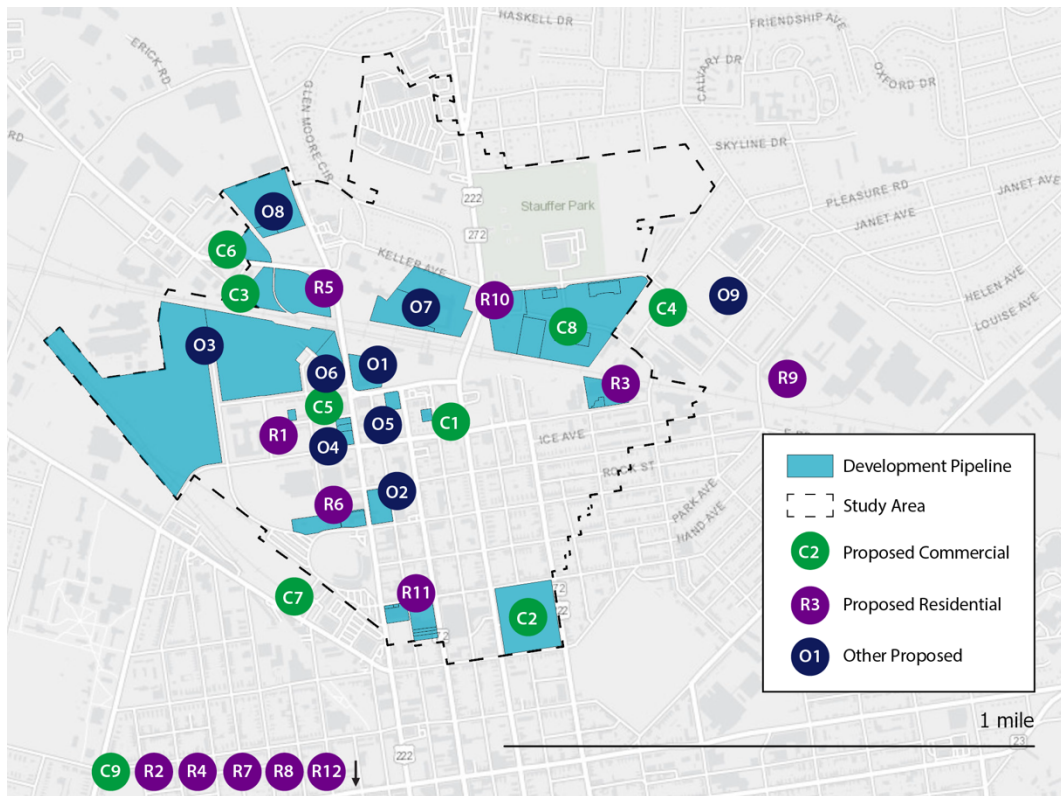 HASKELL DR
FRIENDSHIP AVE
ERICK RD
GLEN MOORE CIR
CALVARY DR
OXFORD DR
RD
SKYLINE DR
PLEASURE RD
JANET AVE
JANET AVE
222
Stauffer Park
O8
272
C6
KELLER AVE
HELEN AVE
LOUISE AVE
C3
R5
O7
R10
C8
C4
O9
O3
O6
O1
R3
R9
C5
O5
C1
R1
O4
ICE AVE
ROCK ST
R6
O2
PARK AVE
HAND AVE
Development Pipeline
Study Area
C2
Proposed Commercial
R3
Proposed Residential
O1
Other Proposed
C7
R11
C2
72
22
72
1 mile
23
222
C9
R2
R4
R7
R8
R12